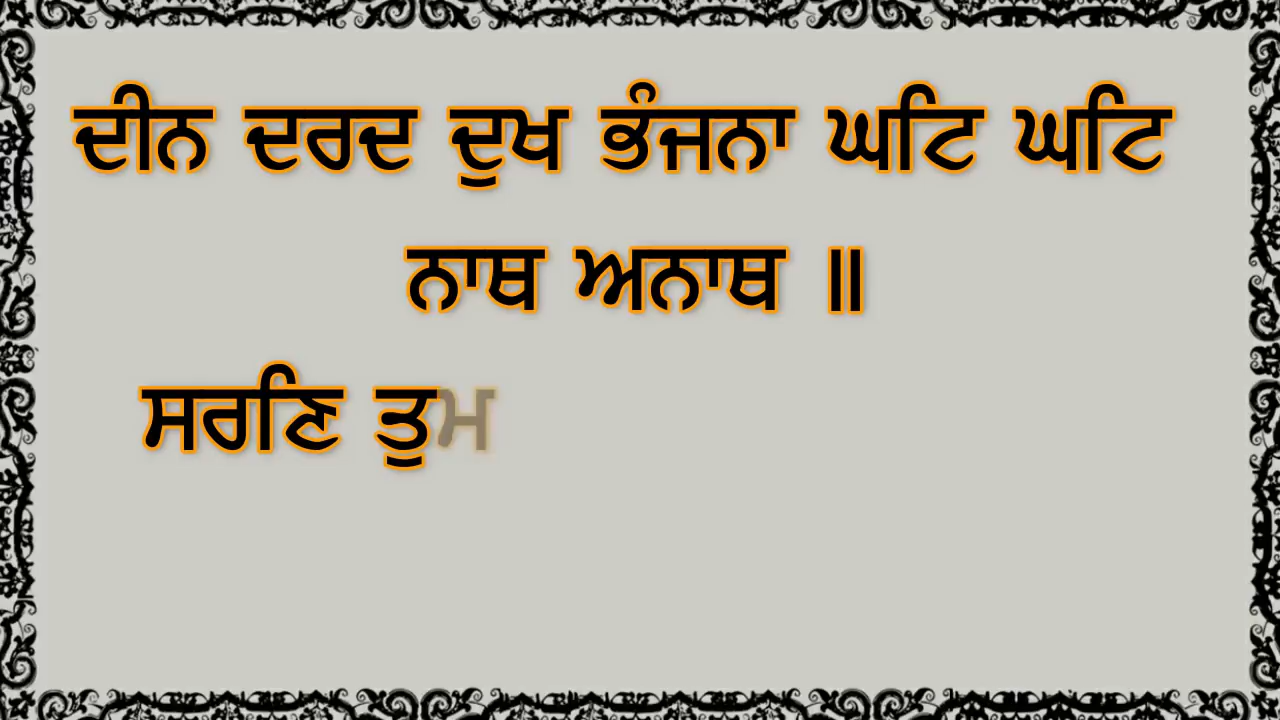 ਦੀਨ ਦਰਦ ਦੁਖ ਭੰਜਨਾ ਘਟਿ ਘਟਿ
ਨਾਥ ਅਨਾਥ ॥
ਸਰਣਿ ਤੁਮ